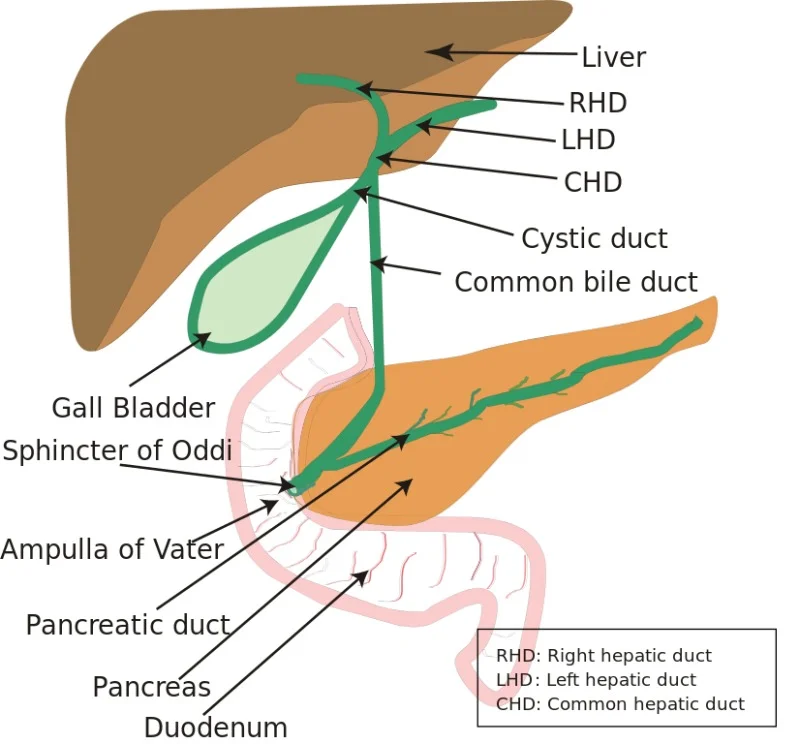 Liver
RHD
LHD
CHD
Cystic duct
Common bile duct
Gall Bladder
Sphincter of Oddi
Ampulla of Vater
Pancreatic duct
Pancreas
Duodenum
RHD: Right hepatic duct
LHD: Left hepatic duct
CHD: Common hepatic duct